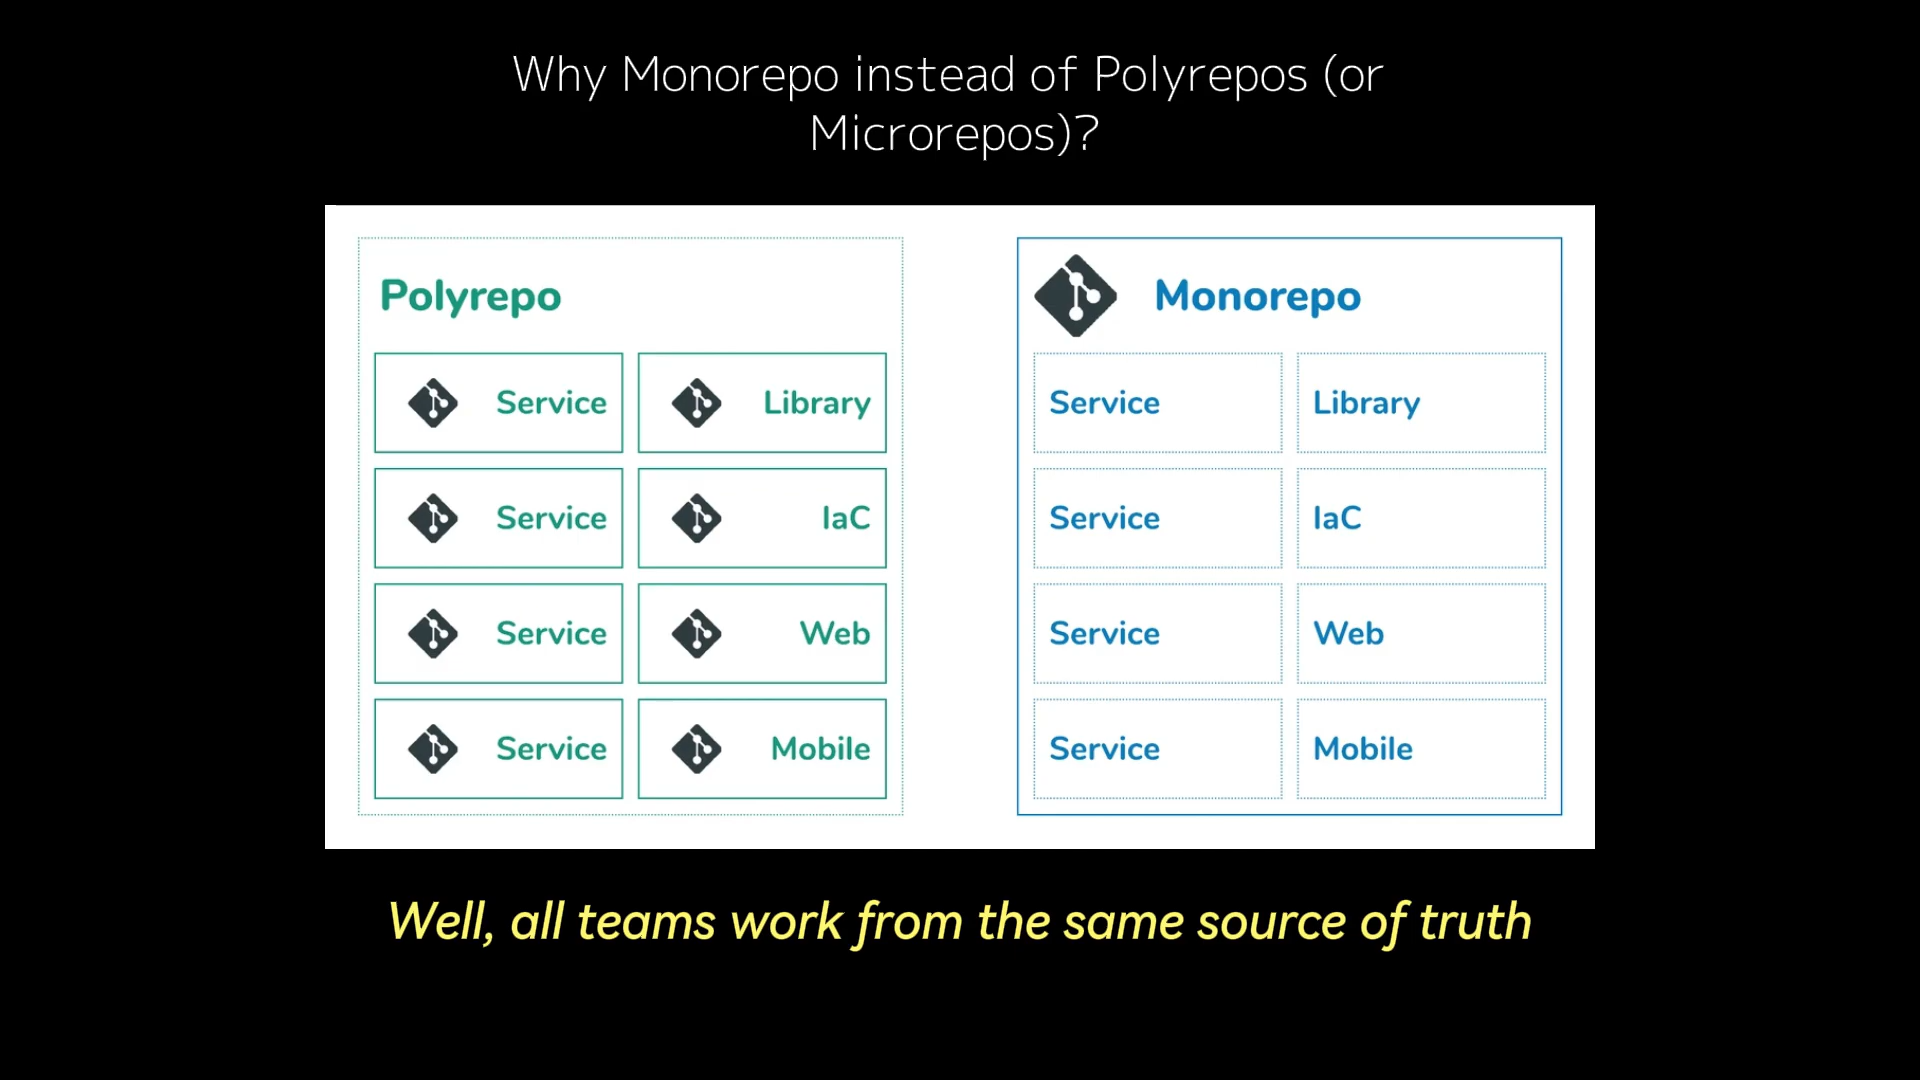 Why Monorepo instead of Polyrepos (or
Microrepos)?
Polyrepo
Service
Library
Service
IaC
Service
Web
Service
Mobile
Monorepo
Service
Library
Service
IaC
Service
Web
Service
Mobile
Well, all teams work from the same source of truth